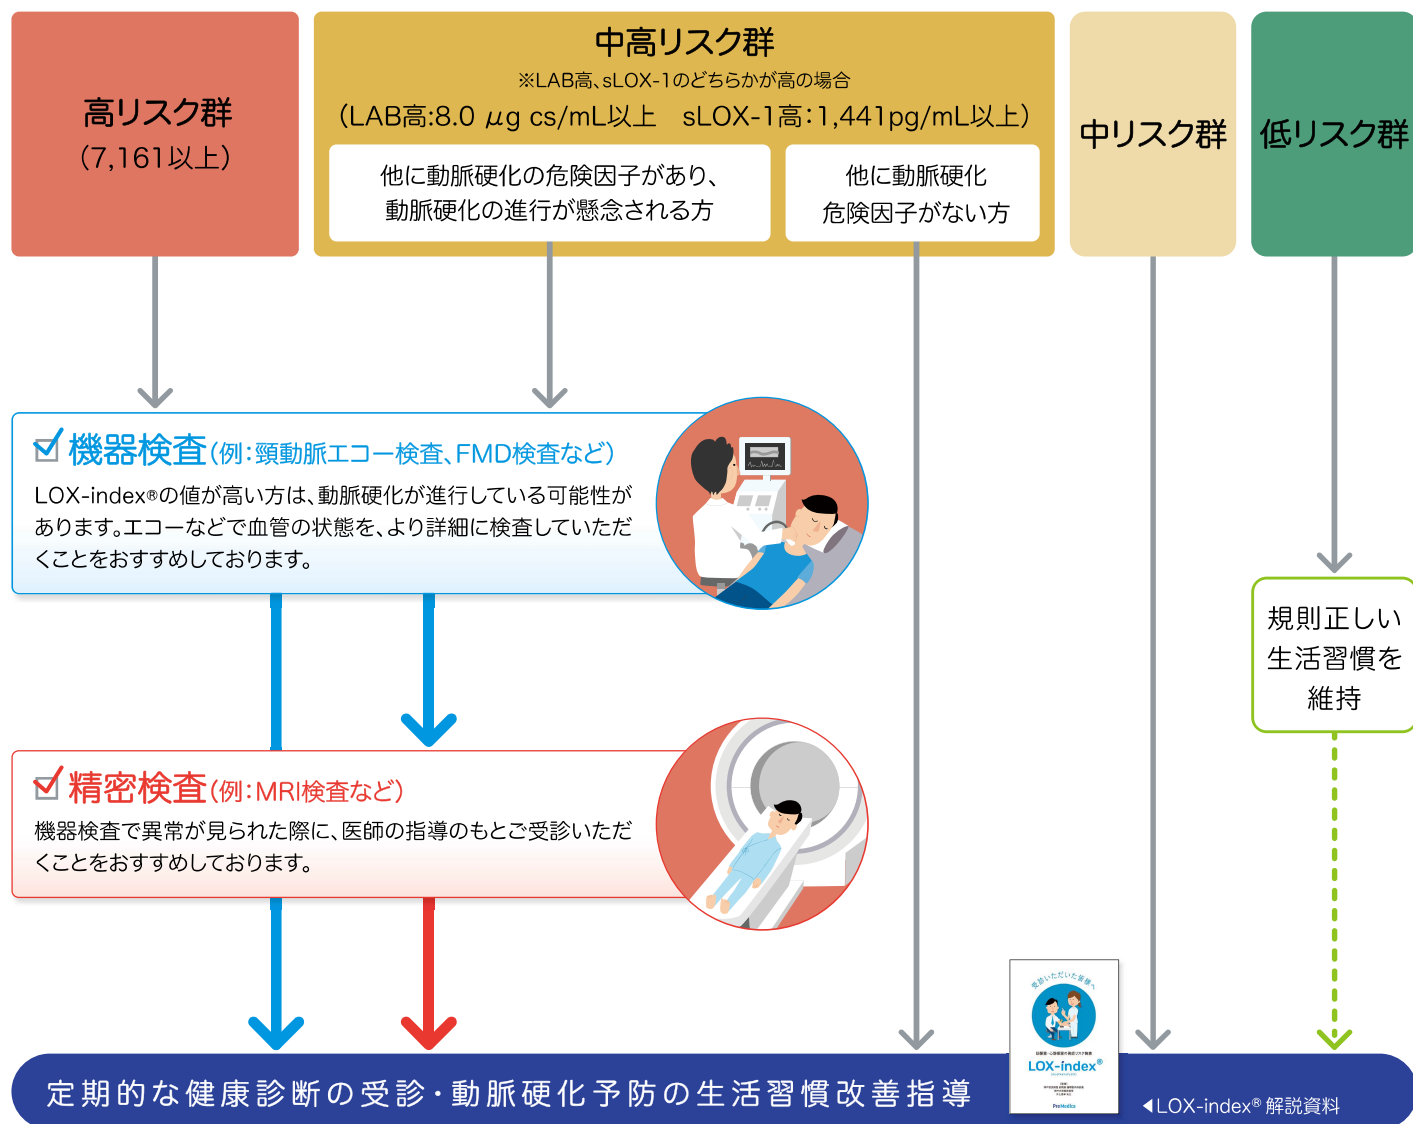 高リスク群
(7,161以上)
中高リスク群
※LAB高、sLOX-1のどちらかが高の場合
(LAB高:8.0 μg cs/mL以上　sLOX-1高:1,441pg/mL以上)
他に動脈硬化の危険因子があり、
動脈硬化の進行が懸念される方
他に動脈硬化
危険因子がない方
中リスク群
低リスク群
機器検査(例:頸動脈エコー検査、FMD検査など)
LOX-index®の値が高い方は、動脈硬化が進行している可能性が
あります。エコーなどで血管の状態を、より詳細に検査していただ
くことをおすすめしております。
規則正しい
生活習慣を
維持
精密検査(例:MRI検査など)
機器検査で異常が見られた際に、医師の指導のもとご受診いただ
くことをおすすめしております。
受診いただいた皆様へ
LOX-index®
ProMedics
定期的な健康診断の受診・動脈硬化予防の生活習慣改善指導
◀LOX-index® 解説資料